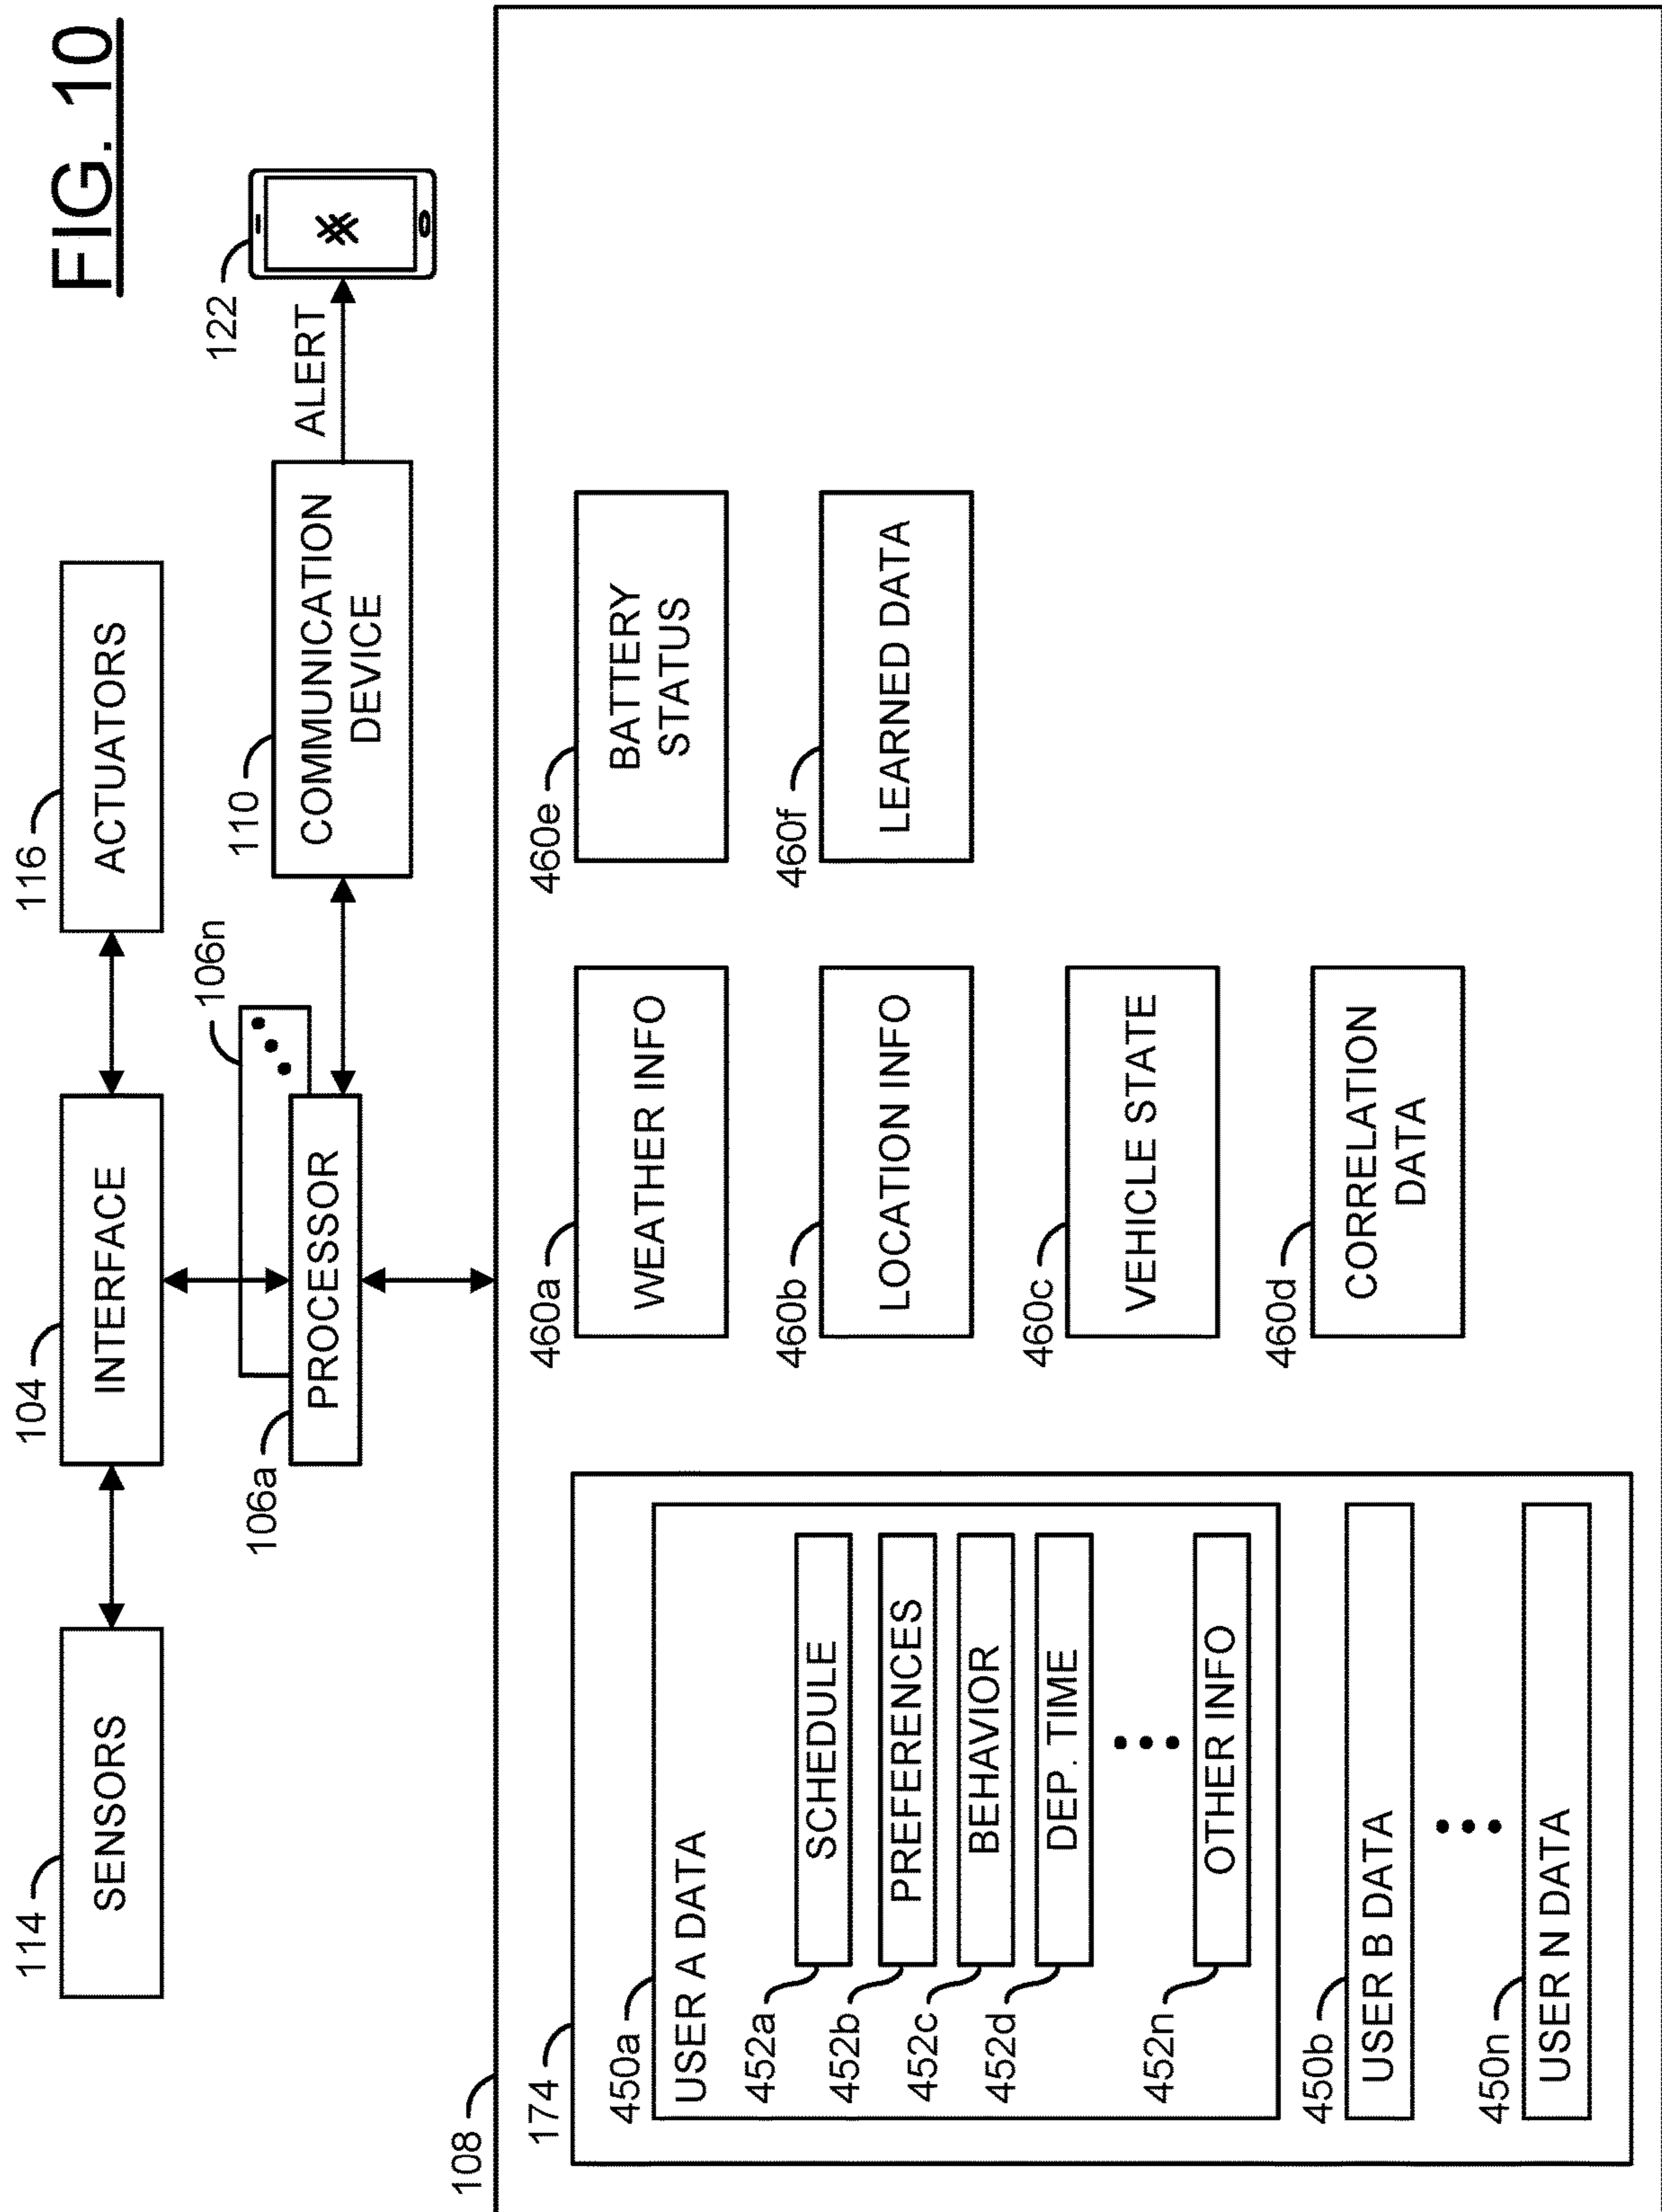 FIG. 10
114
SENSORS
104
INTERFACE
116
ACTUATORS
106a
PROCESSOR
106n
110
COMMUNICATION
DEVICE
ALERT
122
108
174
450a
USER A DATA
452a
SCHEDULE
452b
PREFERENCES
452c
BEHAVIOR
452d
DEP. TIME
452n
OTHER INFO
450b
USER B DATA
450n
USER N DATA
460a
WEATHER INFO
460b
LOCATION INFO
460c
VEHICLE STATE
460d
CORRELATION
DATA
460e
BATTERY
STATUS
460f
LEARNED DATA